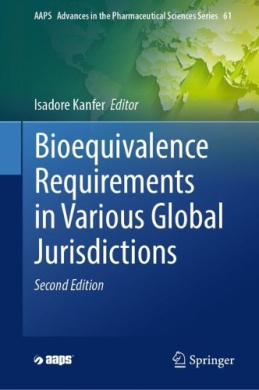 AAPS Advances in the Pharmaceutical Sciences Series 61
Isadore Kanfer Editor
Bioequivalence
Requirements
in Various Global
Jurisdictions
Second Edition
aaps
Springer